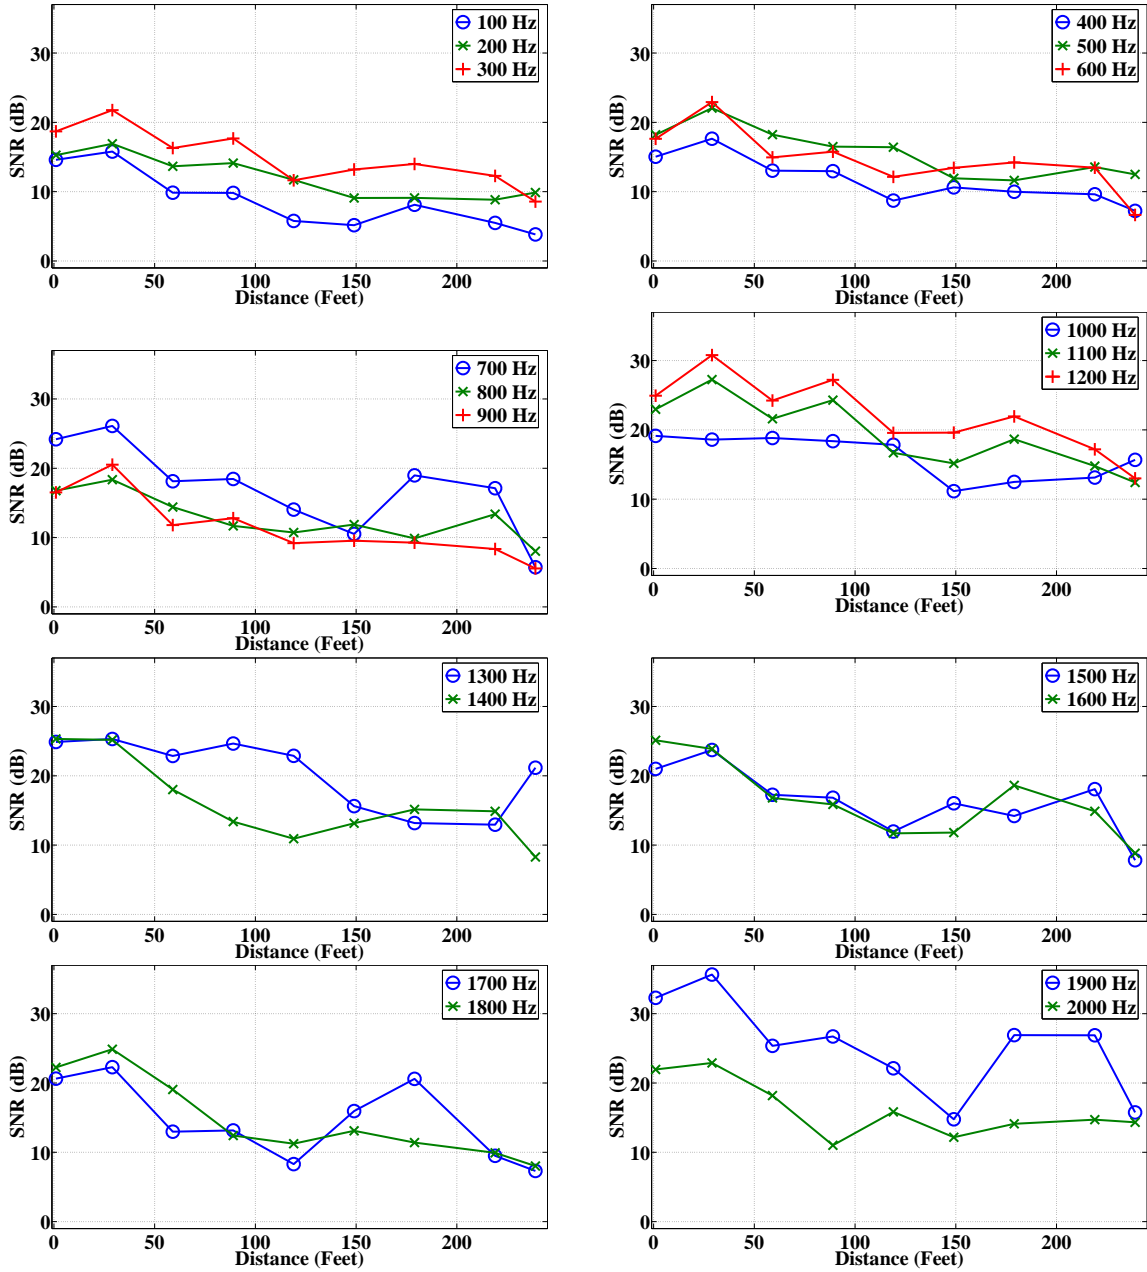 100 Hz
200 Hz
300 Hz
SNR (dB)
30
20
10
0
0 50 100 150 200
Distance (Feet)
400 Hz
500 Hz
600 Hz
SNR (dB)
30
20
10
0
0 50 100 150 200
Distance (Feet)
700 Hz
800 Hz
900 Hz
SNR (dB)
30
20
10
0
0 50 100 150 200
Distance (Feet)
1000 Hz
1100 Hz
1200 Hz
SNR (dB)
30
20
10
0
0 50 100 150 200
Distance (Feet)
1300 Hz
1400 Hz
SNR (dB)
30
20
10
0
0 50 100 150 200
Distance (Feet)
1500 Hz
1600 Hz
SNR (dB)
30
20
10
0
0 50 100 150 200
Distance (Feet)
1700 Hz
1800 Hz
SNR (dB)
30
20
10
0
0 50 100 150 200
Distance (Feet)
1900 Hz
2000 Hz
SNR (dB)
30
20
10
0
0 50 100 150 200
Distance (Feet)